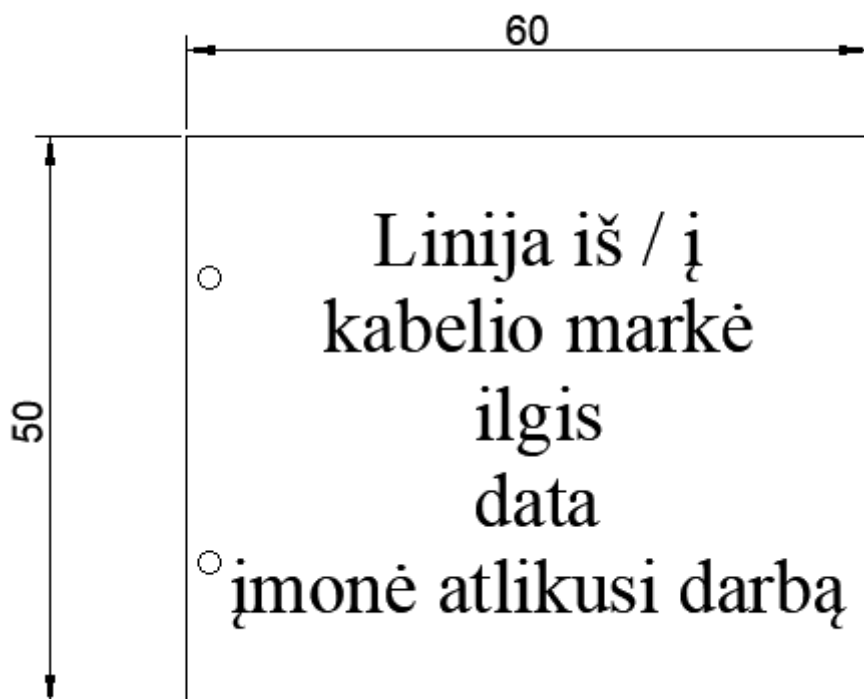 60
50
Linija iš / į
kabelio markė
ilgis
data
įmonė atlikusi darbą